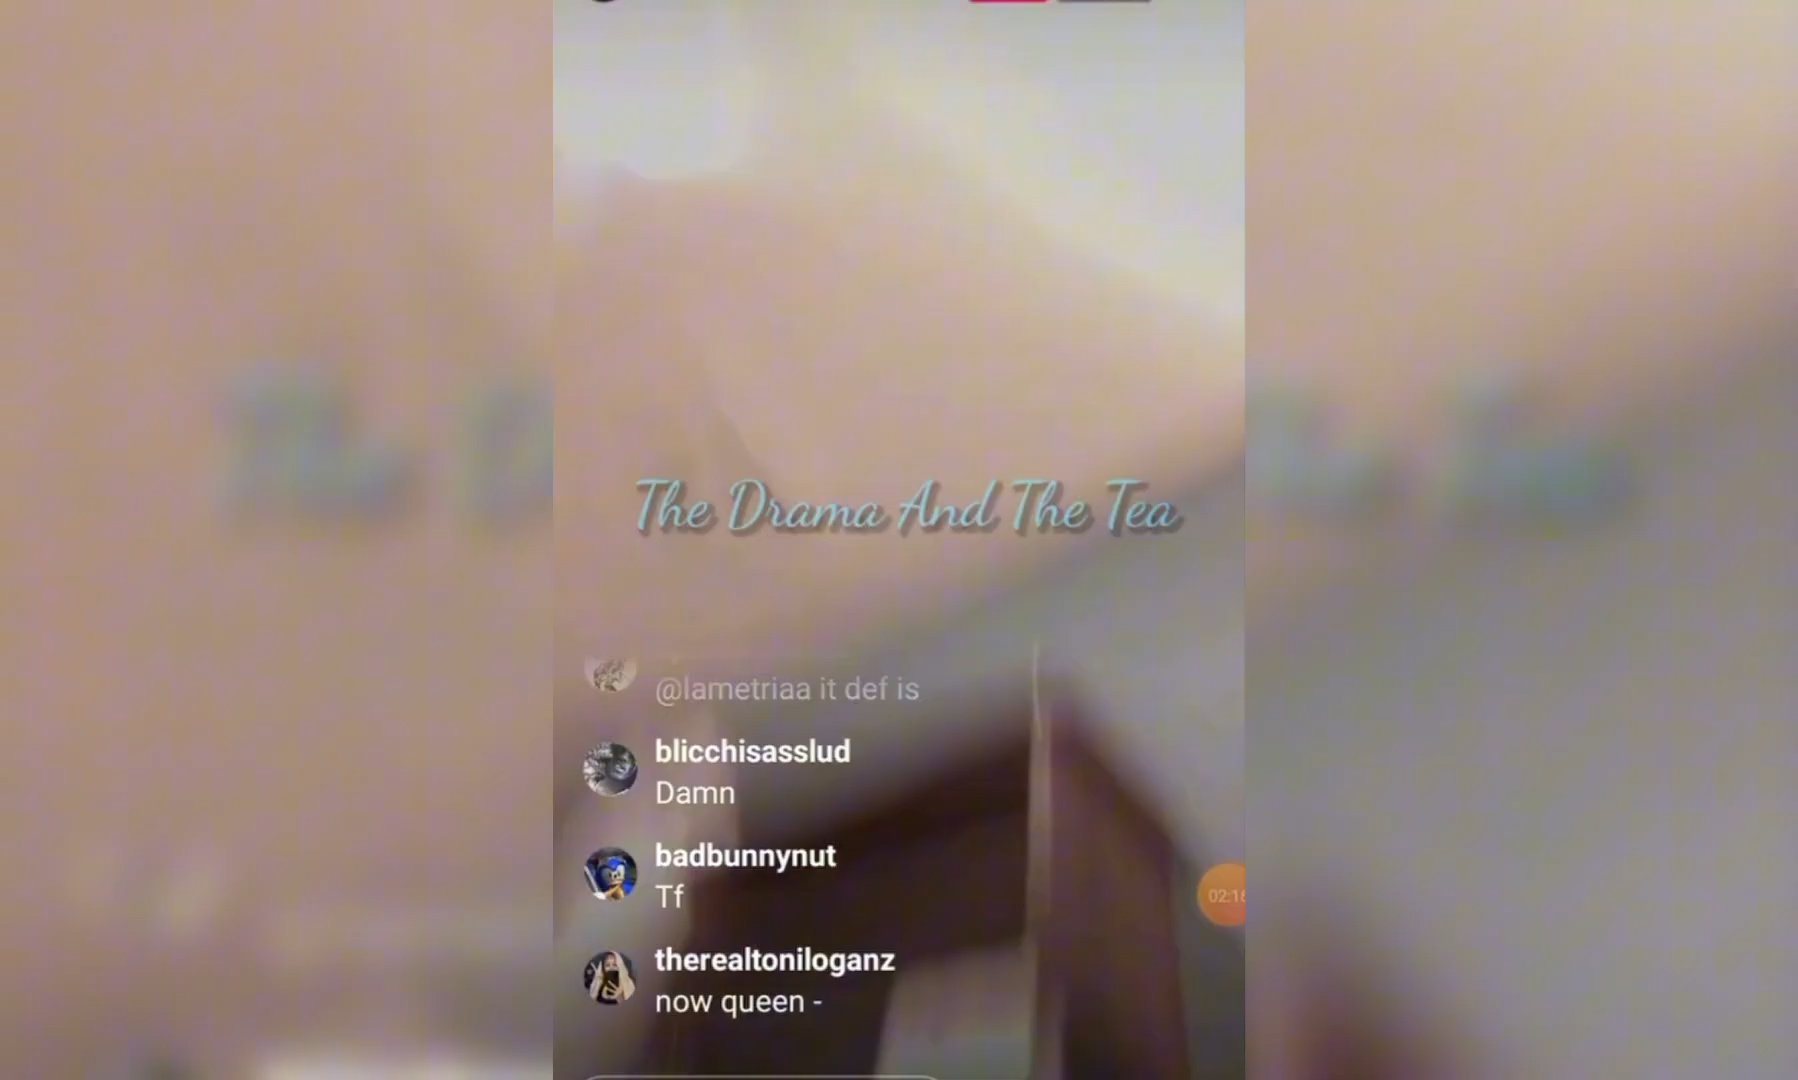 The Drama And The Tea
@lametriaa it def is
blicchisasslud
Damn
badbunnynut
Tf
therealtoniloganz
now queen -